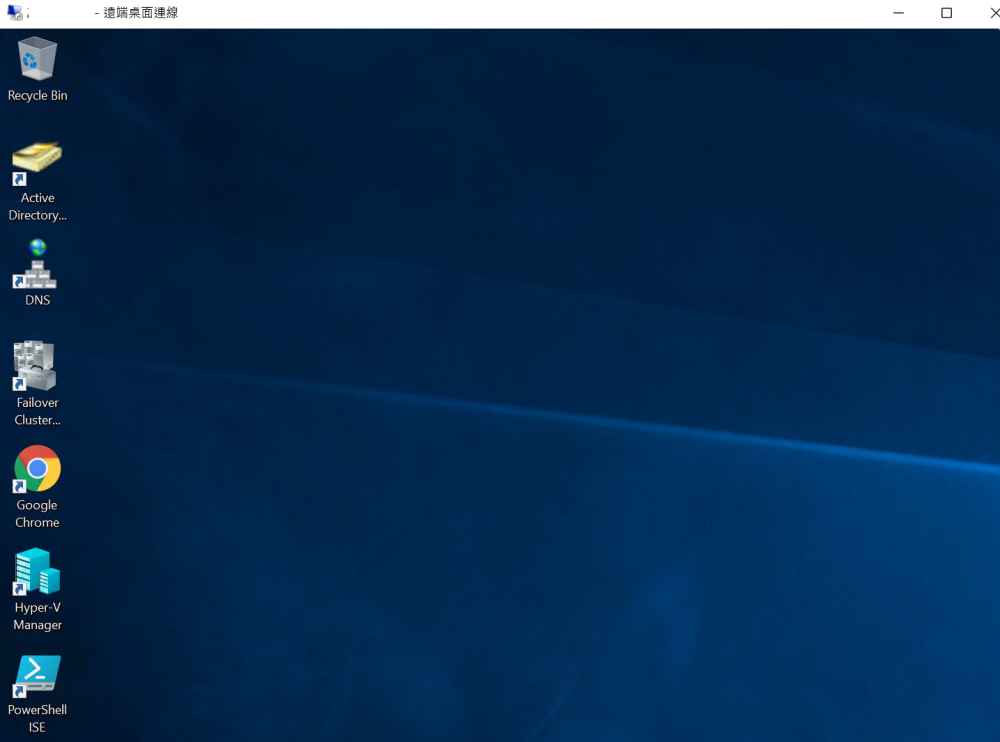 - 遠端桌面連線
Recycle Bin
Active
Directory...
DNS
Failover
Cluster...
Google
Chrome
Hyper-V
Manager
PowerShell
ISE